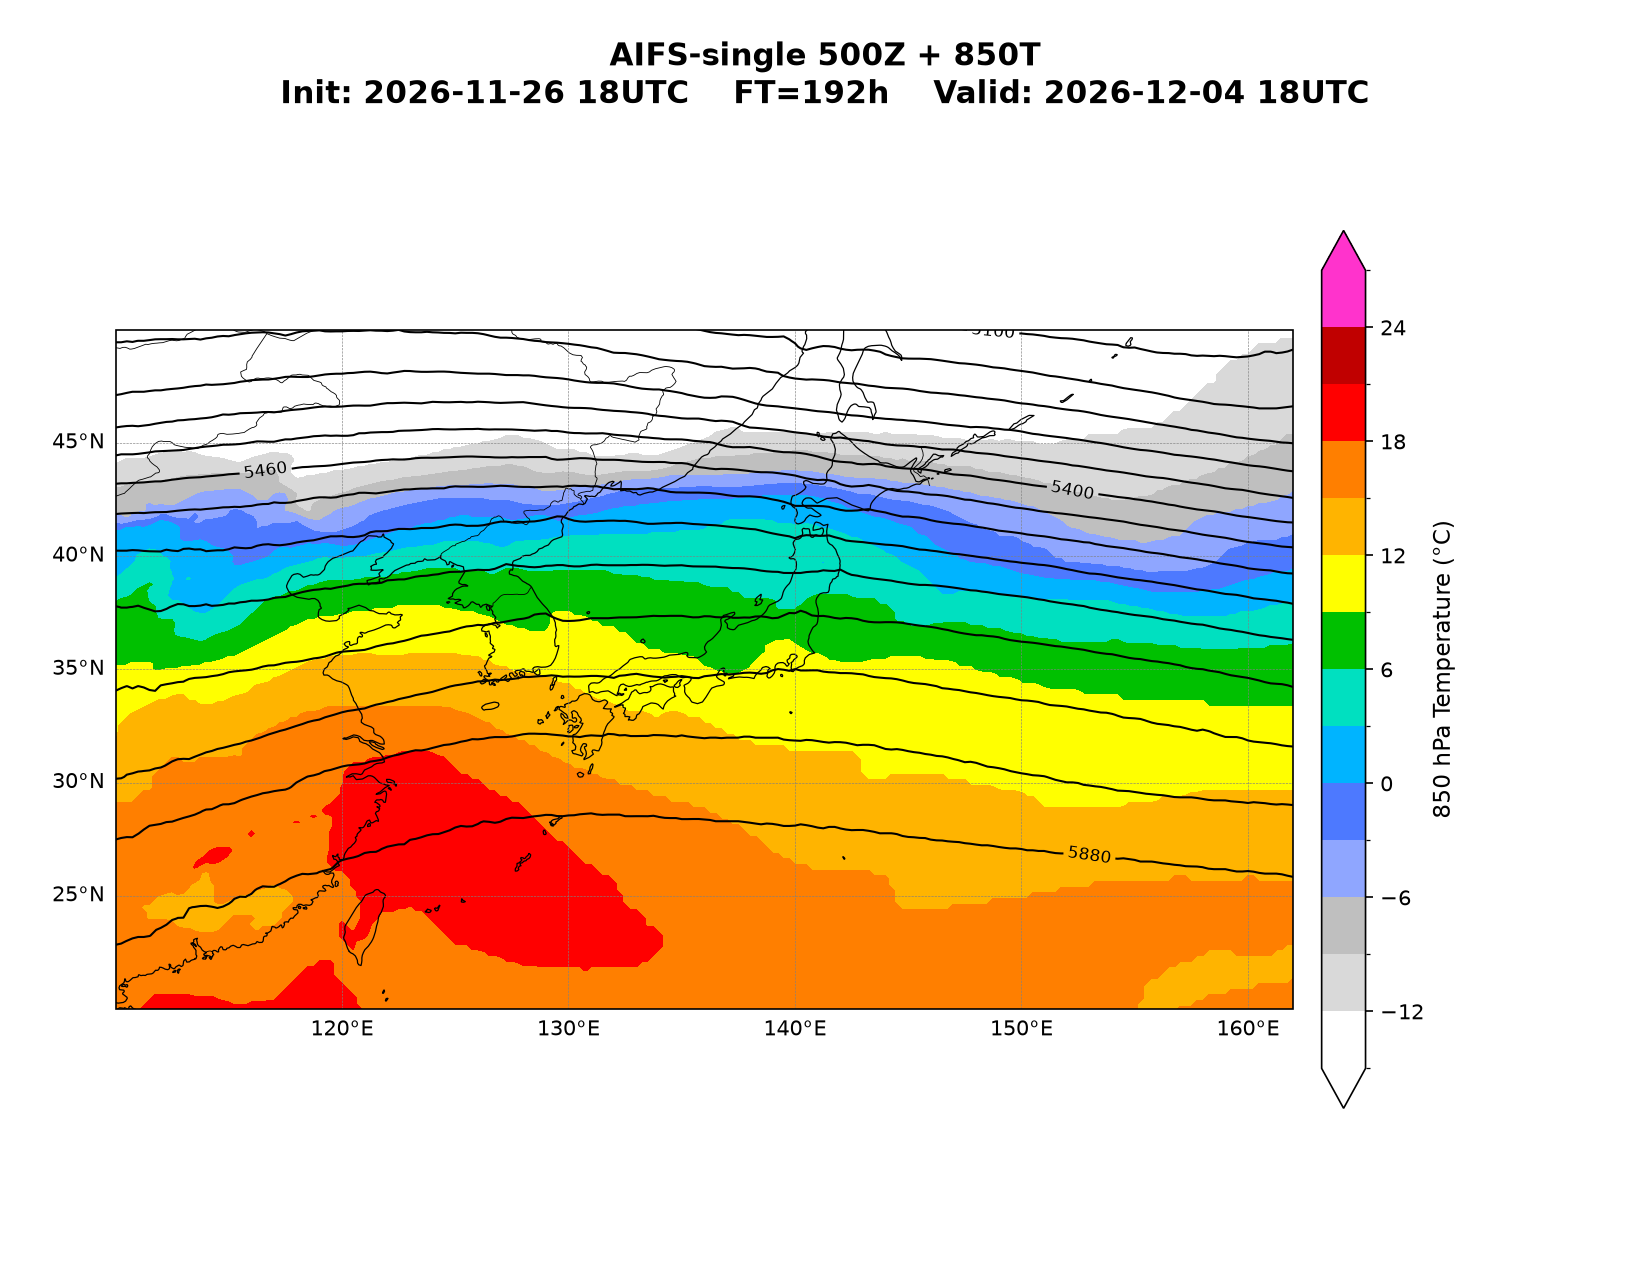 AIFS-single 500Z + 850T
Init: 2026-11-26 18UTC    FT=192h    Valid: 2026-12-04 18UTC
24
18
12
6
0
−6
−12
850 hPa Temperature (°C)
45°N
40°N
35°N
30°N
25°N
5460
5400
5880
120°E
130°E
140°E
150°E
160°E